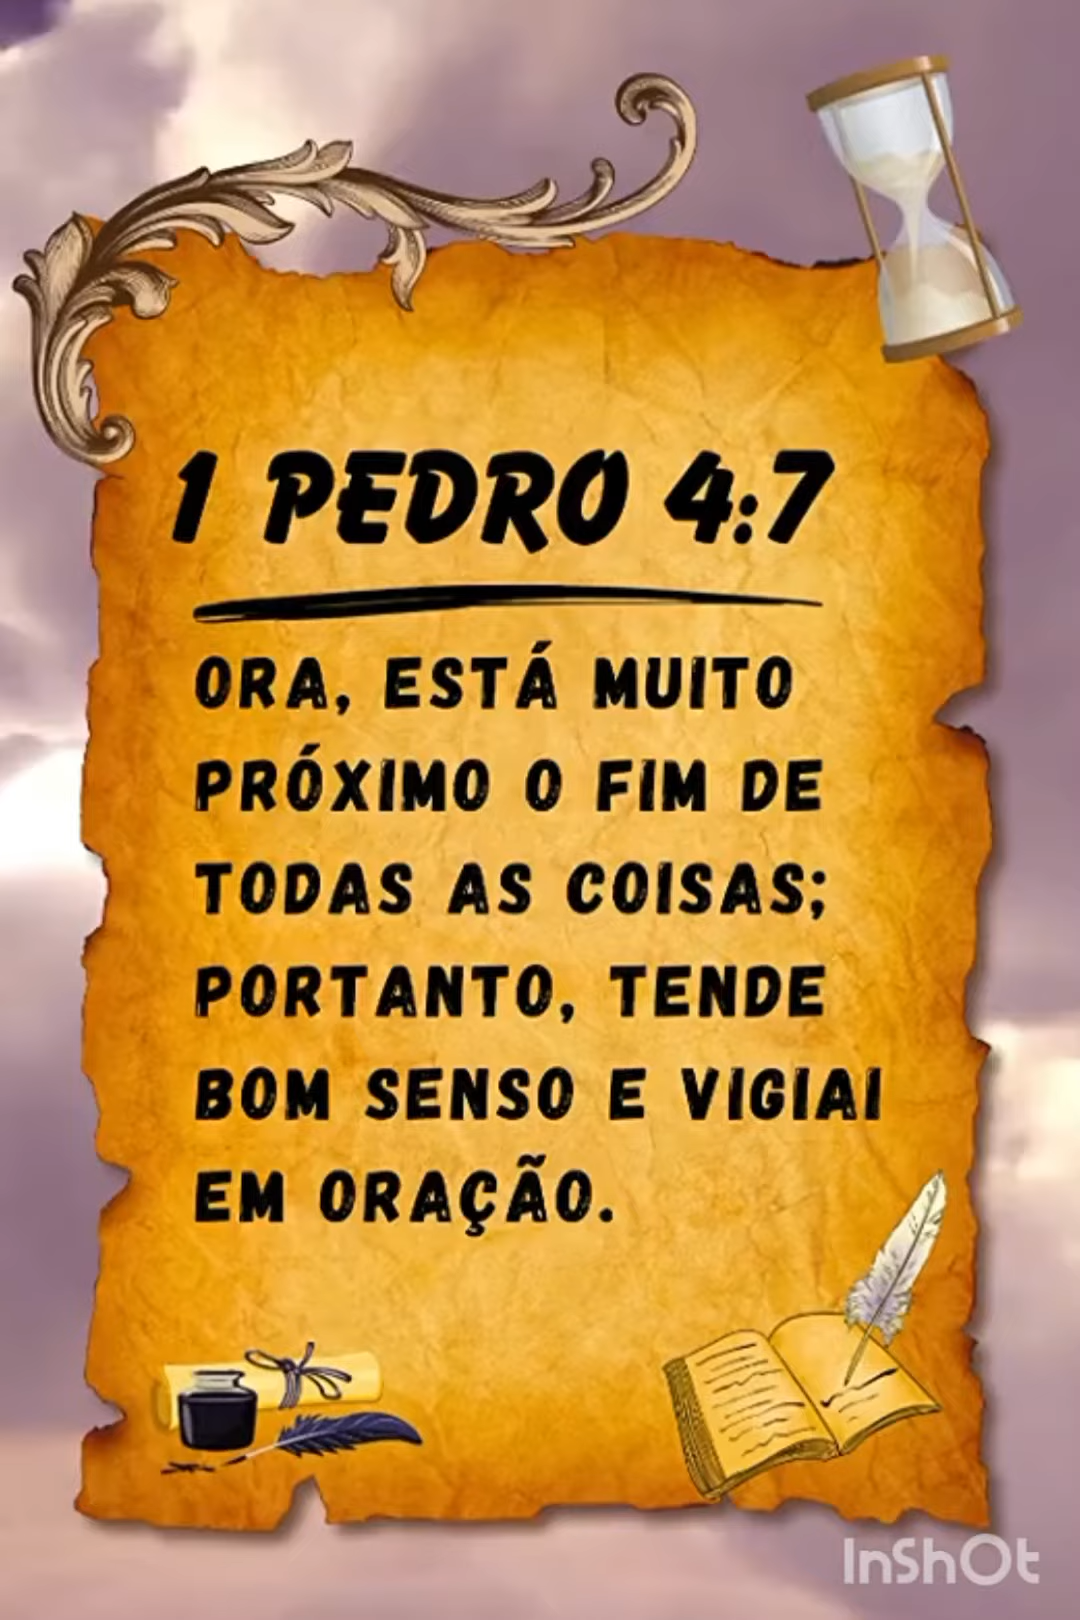 1 PEDRO 4:7
ORA, ESTÁ MUITO
PRÓXIMO O FIM DE
TODAS AS COISAS;
PORTANTO, TENDE
BOM SENSO E VIGIAI
EM ORAÇÃO.
InShOt